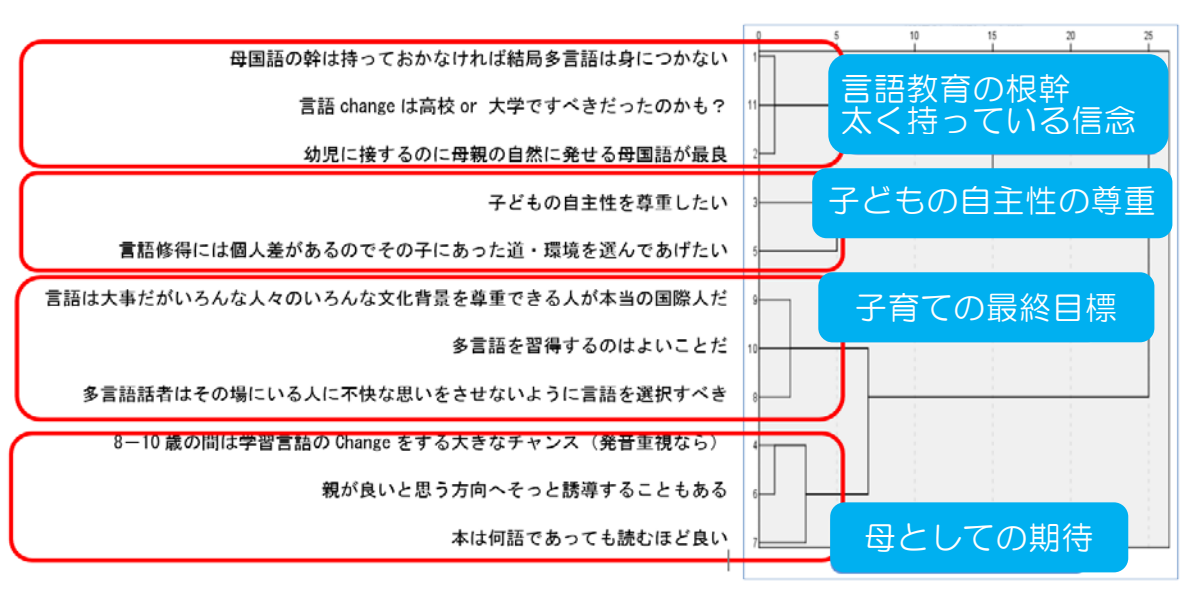 0 5 10 15 20 25
母国語の幹は持っておかなければ結局多言語は身につかない 1
言語教育の根幹
太く持っている信念
言語 change は高校 or 大学ですべきだったのかも？ 11
幼児に接するのに母親の自然に発せる母国語が最良 2
子どもの自主性を尊重したい 3
子どもの自主性の尊重
言語修得には個人差があるのでその子にあった道・環境を選んであげたい 5
言語は大事だがいろんな人々のいろんな文化背景を尊重できる人が本当の国際人だ 9
子育ての最終目標
多言語を習得するのはよいことだ 10
多言語話者はその場にいる人に不快な思いをさせないように言語を選択すべき 8
8－10 歳の間は学習言語の Change をする大きなチャンス（発音重視なら） 4
親が良いと思う方向へそっと誘導することもある 6
本は何語であっても読むほど良い 7
母としての期待